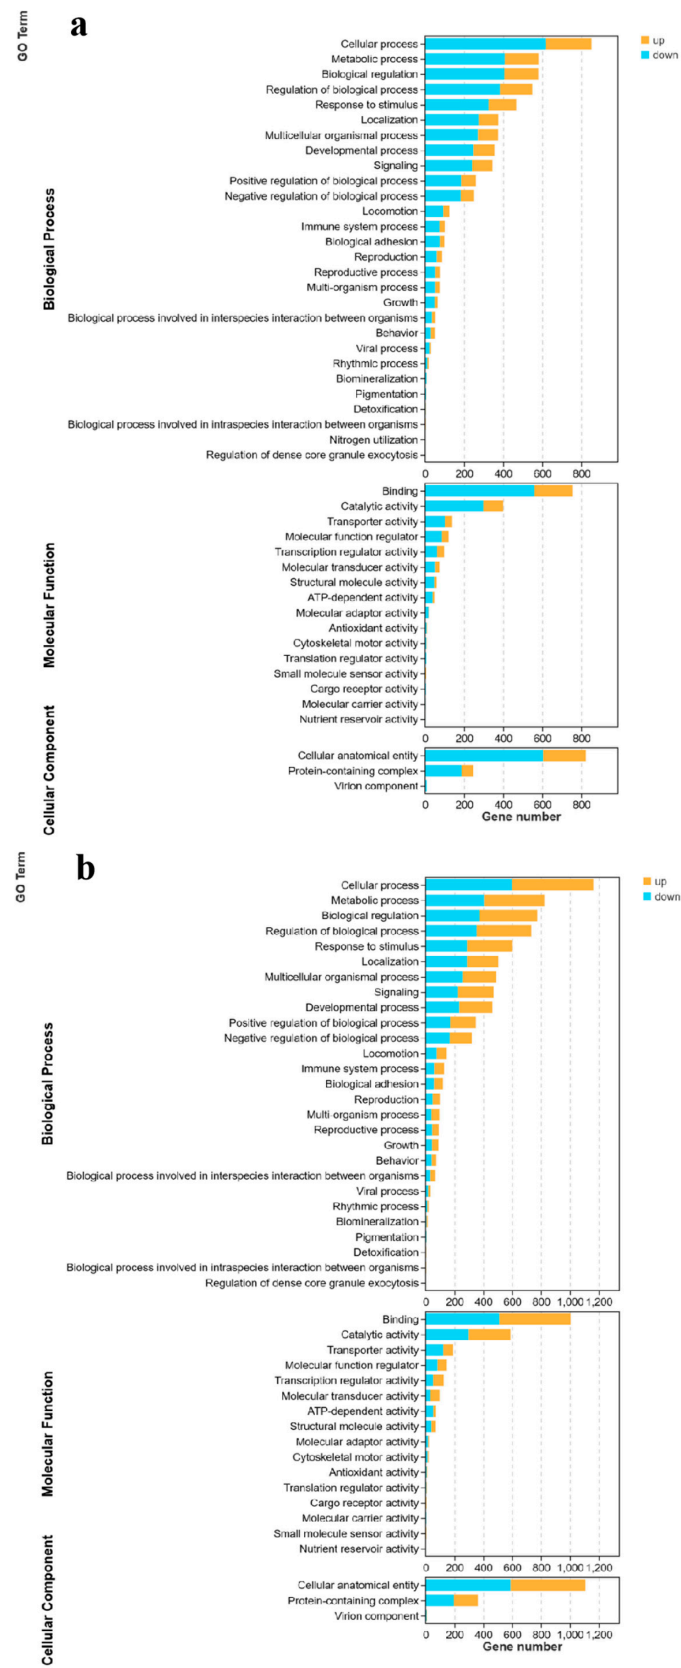 a
GO Term
up
down
Biological Process
Cellular process
Metabolic process
Biological regulation
Regulation of biological process
Response to stimulus
Localization
Multicellular organismal process
Developmental process
Signaling
Positive regulation of biological process
Negative regulation of biological process
Locomotion
Immune system process
Biological adhesion
Reproduction
Reproductive process
Multi-organism process
Growth
Biological process involved in interspecies interaction between organisms
Behavior
Viral process
Rhythmic process
Biomineralization
Pigmentation
Detoxification
Biological process involved in intraspecies interaction between organisms
Nitrogen utilization
Regulation of dense core granule exocytosis
0 200 400 600 800
Molecular Function
Binding
Catalytic activity
Transporter activity
Molecular function regulator
Transcription regulator activity
Molecular transducer activity
Structural molecule activity
ATP-dependent activity
Molecular adaptor activity
Antioxidant activity
Cytoskeletal motor activity
Translation regulator activity
Small molecule sensor activity
Cargo receptor activity
Molecular carrier activity
Nutrient reservoir activity
0 200 400 600 800
Cellular Component
Cellular anatomical entity
Protein-containing complex
Virion component
0 200 400 600 800
Gene number
b
GO Term
up
down
Biological Process
Cellular process
Metabolic process
Biological regulation
Regulation of biological process
Response to stimulus
Localization
Multicellular organismal process
Signaling
Developmental process
Positive regulation of biological process
Negative regulation of biological process
Locomotion
Immune system process
Biological adhesion
Reproduction
Multi-organism process
Reproductive process
Growth
Behavior
Biological process involved in interspecies interaction between organisms
Viral process
Rhythmic process
Biomineralization
Pigmentation
Detoxification
Biological process involved in intraspecies interaction between organisms
Regulation of dense core granule exocytosis
0 200 400 600 800 1,000 1,200
Molecular Function
Binding
Catalytic activity
Transporter activity
Molecular function regulator
Transcription regulator activity
Molecular transducer activity
ATP-dependent activity
Structural molecule activity
Molecular adaptor activity
Cytoskeletal motor activity
Antioxidant activity
Translation regulator activity
Cargo receptor activity
Molecular carrier activity
Small molecule sensor activity
Nutrient reservoir activity
0 200 400 600 800 1,000 1,200
Cellular Component
Cellular anatomical entity
Protein-containing complex
Virion component
0 200 400 600 800 1,000 1,200
Gene number